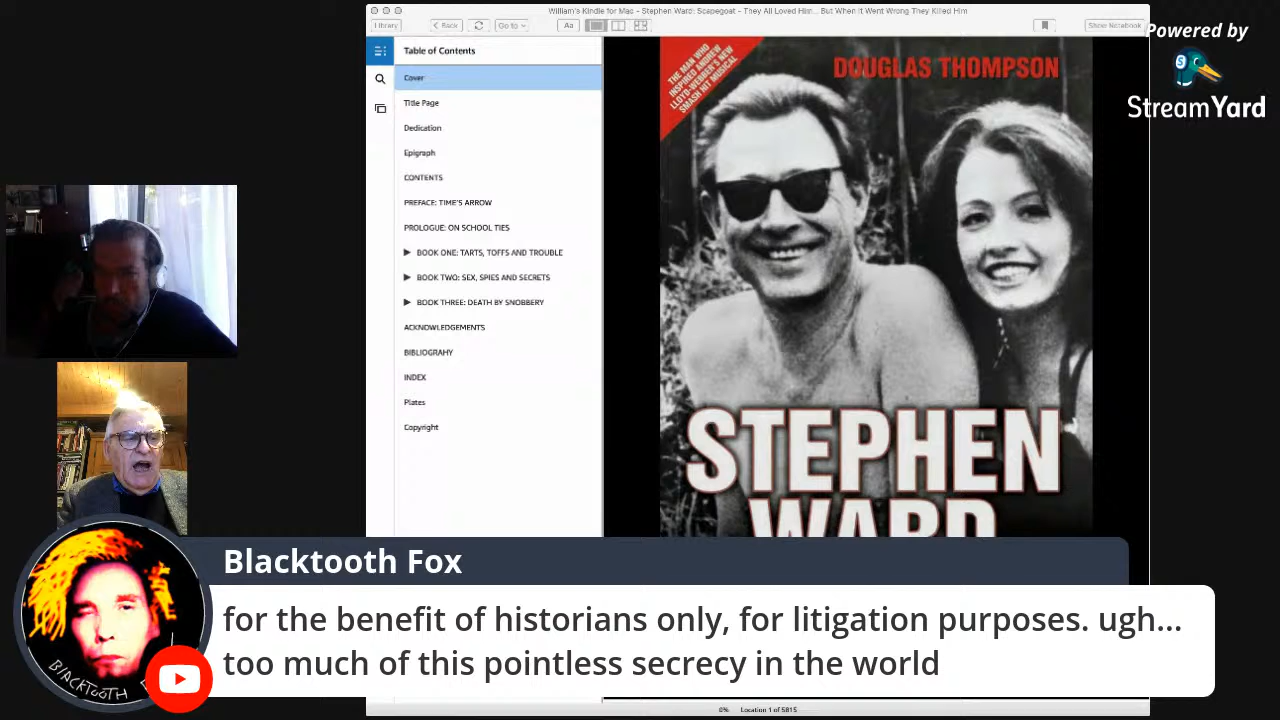 William's Kindle for Mac - Stephen Ward: Scapegoat - They All Loved Him... But When It Went Wrong They Killed Him
Library
Back
Go to
Aa
Show Notebook
Powered by
StreamYard
Table of Contents
Cover
Title Page
Dedication
Epigraph
CONTENTS
PREFACE: TIME'S ARROW
PROLOGUE: ON SCHOOL TIES
BOOK ONE: TARTS, TOFFS AND TROUBLE
BOOK TWO: SEX, SPIES AND SECRETS
BOOK THREE: DEATH BY SNOBBERY
ACKNOWLEDGEMENTS
BIBLIOGRAHY
INDEX
Plates
Copyright
THE MAN WHO
INSPIRED ANDREW
LLOYD-WEBBER'S NEW
SMASH HIT MUSICAL
DOUGLAS THOMPSON
STEPHEN
WARD
Blacktooth Fox
for the benefit of historians only, for litigation purposes. ugh...
too much of this pointless secrecy in the world
BLACKTOOTH
0% Location 1 of 5815